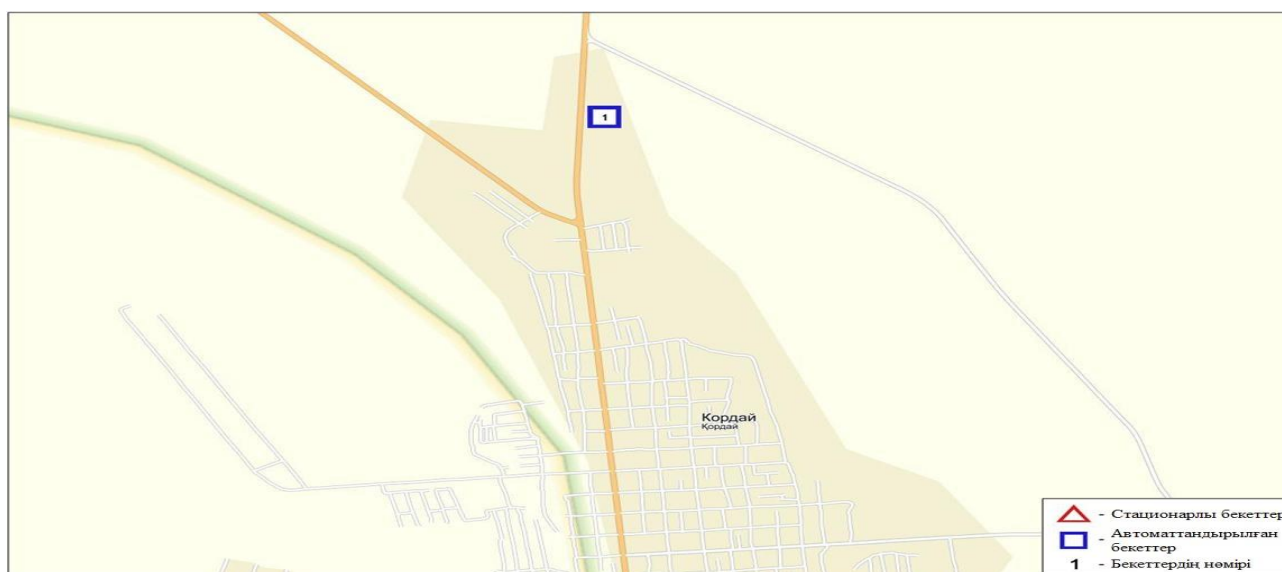 1
Кордай
Қордай
- Стационарлы бекеттер
- Автоматтандырылған
бекеттер
1 - Бекеттердің нөмірі